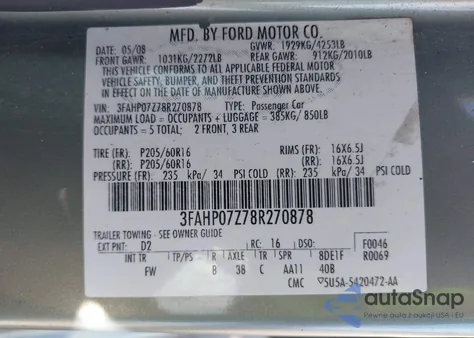 MFD. BY FORD MOTOR CO.
DATE: 05/08 GVWR: 1929KG/4253LB
FRONT GAWR: 1031KG/2272LB REAR GAWR: 912KG/2010LB
THIS VEHICLE CONFORMS TO ALL APPLICABLE FEDERAL MOTOR
VEHICLE SAFETY, BUMPER, AND THEFT PREVENTION STANDARDS
IN EFFECT ON THE DATE OF MANUFACTURE SHOWN ABOVE.
VIN: 3FAHP07Z78R270878 TYPE: Passenger Car
MAXIMUM LOAD = OCCUPANTS + LUGGAGE = 385KG/850LB
OCCUPANTS = 5 TOTAL: 2 FRONT, 3 REAR
TIRE (FR): P205/60R16 RIMS (FR): 16X6.5J
(RR): P205/60R16 (RR): 16X6.5J
PRESSURE (FR): 235 kPa/ 34 PSI COLD (RR): 235 kPa/ 34 PSI COLD
3FAHP07Z78R270878
TRAILER TOWING - SEE OWNER GUIDE F0046
EXT PNT: D2 RC: 16 DSO: R0069
INT TR TP/PS R AXLE TR SPR 8DE1F
FW B 38 C AA11 40B
CMC 5U5A-5420472-AA
autoSnap
Pewne auta z USA i EU